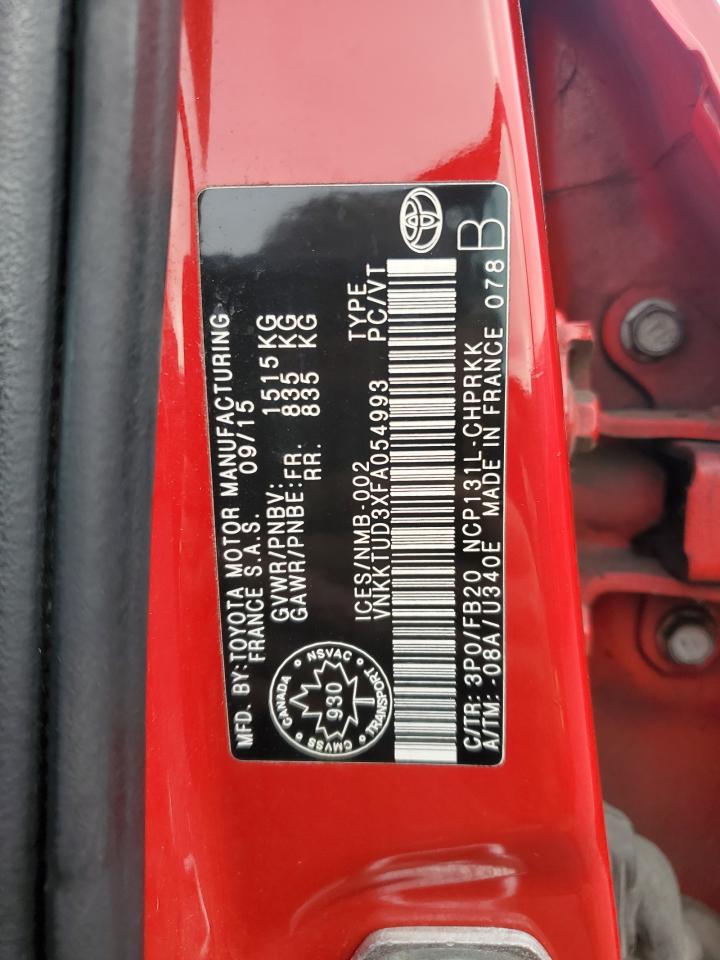 MFD. BY: TOYOTA MOTOR MANUFACTURING
FRANCE S.A.S. 09/15
GVWR/PNBV: 1515KG
GAWR/PNBE: FR: 835 KG
RR. 835 KG
CANADA NSVAC TRANSPORT CMVSS
930
ICES/NMB-002 TYPE
VNKKTUD3XFA054993 PC/VT
C/TR: 3P0/FB20 NCP131L-CHPRKK
A/TM: -08A/U340E MADE IN FRANCE 078 B